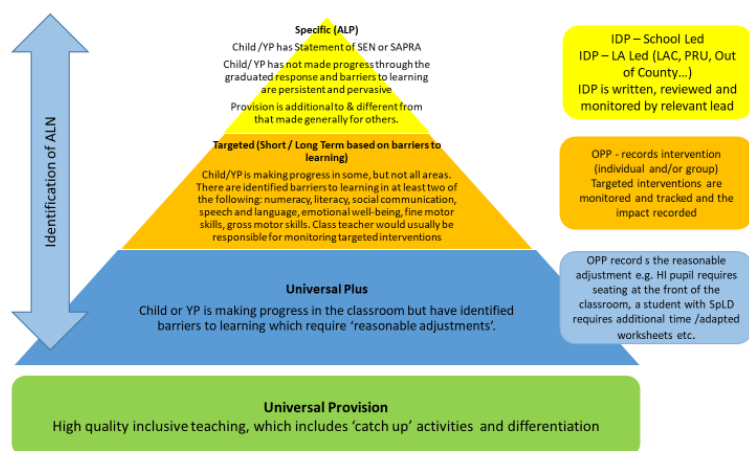 Identification of ALN
Specific (ALP)
Child /YP has Statement of SEN or SAPRA
Child/ YP has not made progress through the
graduated response and barriers to learning
are persistent and pervasive
Provision is additional to & different from
that made generally for others.
IDP – School Led
IDP – LA Led (LAC, PRU, Out
of County...)
IDP is written, reviewed and
monitored by relevant lead
Targeted (Short / Long Term based on barriers to
learning)
Child/YP is making progress in some, but not all areas.
There are identified barriers to learning in at least two of
the following: numeracy, literacy, social communication,
speech and language, emotional well-being, fine motor
skills, gross motor skills. Class teacher would usually be
responsible for monitoring targeted interventions
OPP - records intervention
(individual and/or group)
Targeted interventions are
monitored and tracked and the
impact recorded
Universal Plus
Child or YP is making progress in the classroom but have identified
barriers to learning which require ‘reasonable adjustments’.
OPP record s the reasonable
adjustment e.g. HI pupil requires
seating at the front of the
classroom, a student with SpLD
requires additional time /adapted
worksheets etc.
Universal Provision
High quality inclusive teaching, which includes ‘catch up’ activities and differentiation